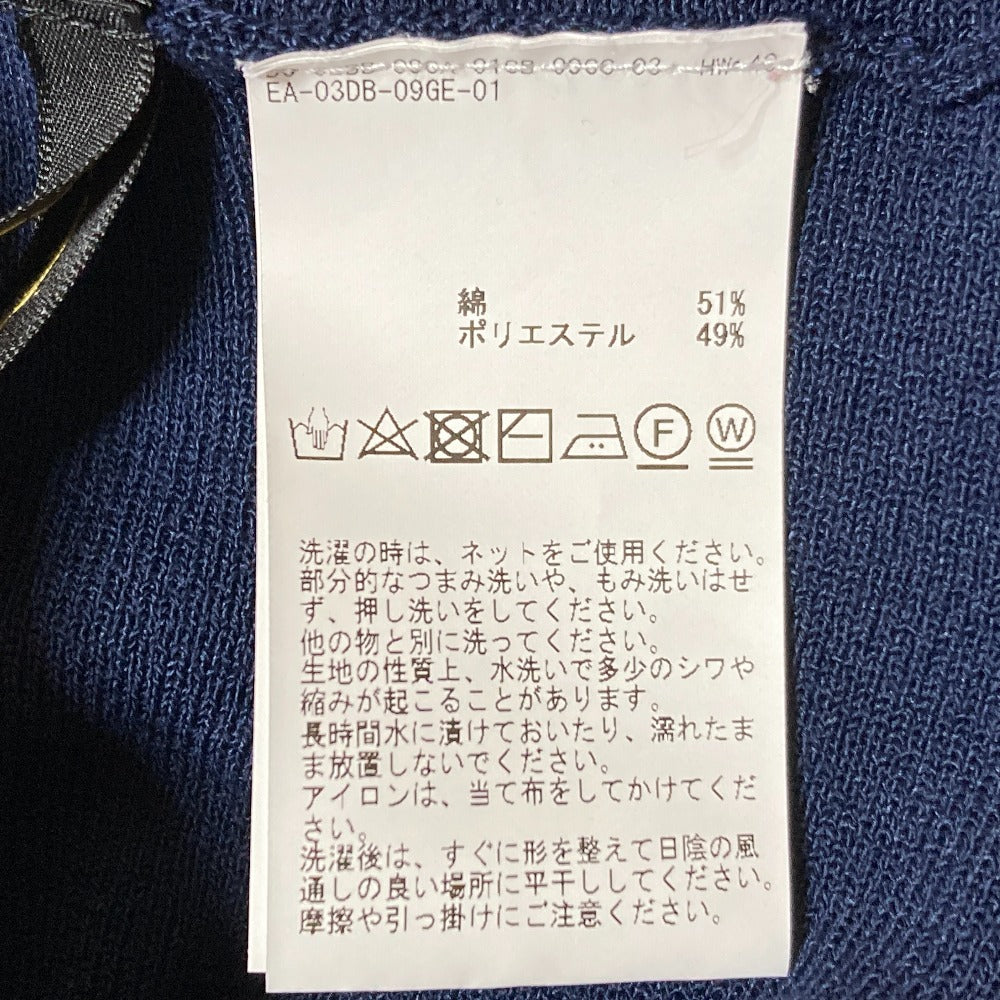 EA-03DB-09GE-01
綿 51%
ポリエステル 49%
F W
洗濯の時は、ネットをご使用ください。
部分的なつまみ洗いや、もみ洗いはせ
ず、押し洗いをしてください。
他の物と別に洗ってください。
生地の性質上、水洗いで多少のシワや
縮みが起こることがあります。
長時間水に漬けておいたり、濡れたま
ま放置しないでください。
アイロンは、当て布をしてかけてくだ
さい。
洗濯後は、すぐに形を整えて日陰の風
通しの良い場所に平干ししてください。
摩擦や引っ掛けにご注意ください。